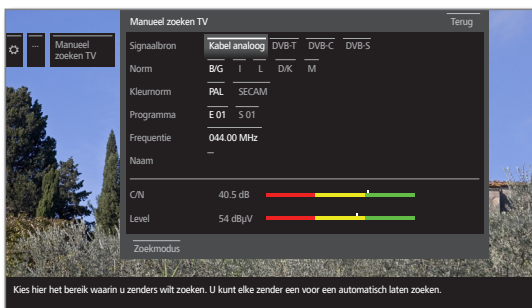 Manueel zoeken TV Terug
... Manueel zoeken TV
Signaalbron Kabel analoog DVB-T DVB-C DVB-S
Norm B/G I L D/K M
Kleurnorm PAL SECAM
Programma E 01 S 01
Frequentie 044.00 MHz
Naam _
C/N 40.5 dB
Level 54 dBµV
Zoekmodus
Kies hier het bereik waarin u zenders wilt zoeken. U kunt elke zender een voor een automatisch laten zoeken.